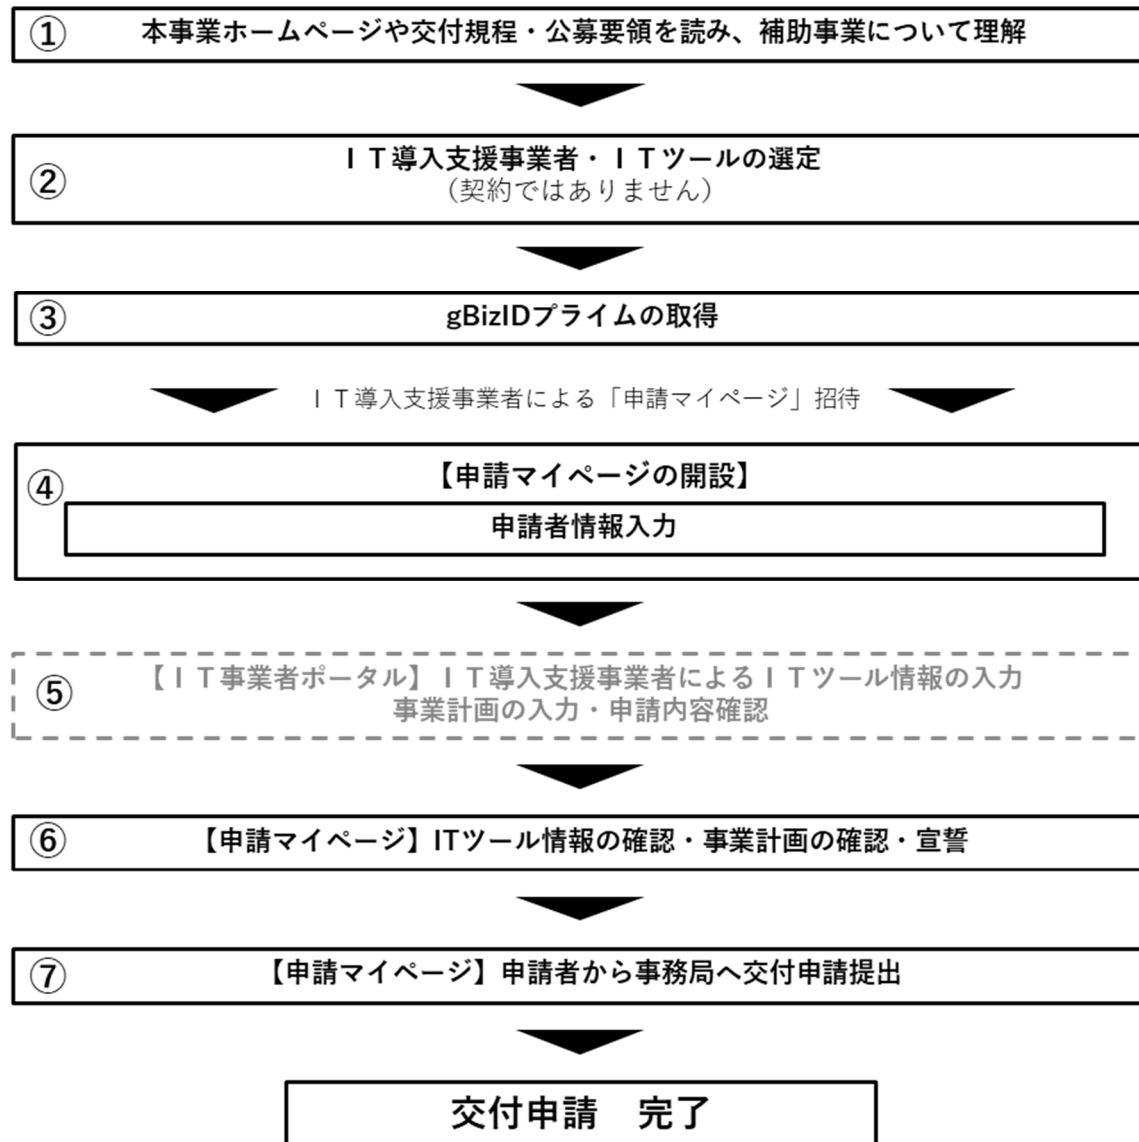 ① 本事業ホームページや交付規程・公募要領を読み、補助事業について理解
② ＩＴ導入支援事業者・ＩＴツールの選定
（契約ではありません）
③ gBizIDプライムの取得
ＩＴ導入支援事業者による「申請マイページ」招待
④ 【申請マイページの開設】
申請者情報入力
⑤ 【ＩＴ事業者ポータル】ＩＴ導入支援事業者によるＩＴツール情報の入力
事業計画の入力・申請内容確認
⑥ 【申請マイページ】ITツール情報の確認・事業計画の確認・宣誓
⑦ 【申請マイページ】申請者から事務局へ交付申請提出
交付申請　完了